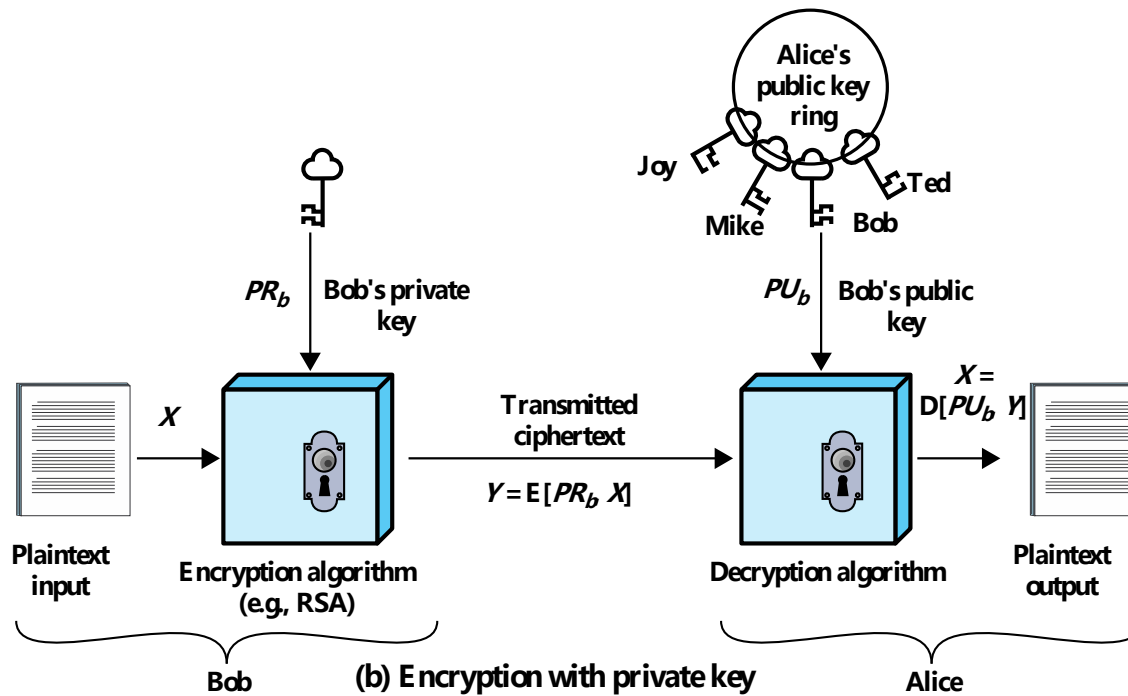 Alice's
public key
ring
Joy
Ted
Mike
Bob
PR_b
Bob's private
key
PU_b
Bob's public
key
X
Transmitted
ciphertext
X =
D[PU_b Y]
Y = E[PR_b X]
Plaintext
input
Encryption algorithm
(e.g., RSA)
Decryption algorithm
Plaintext
output
Bob
(b) Encryption with private key
Alice